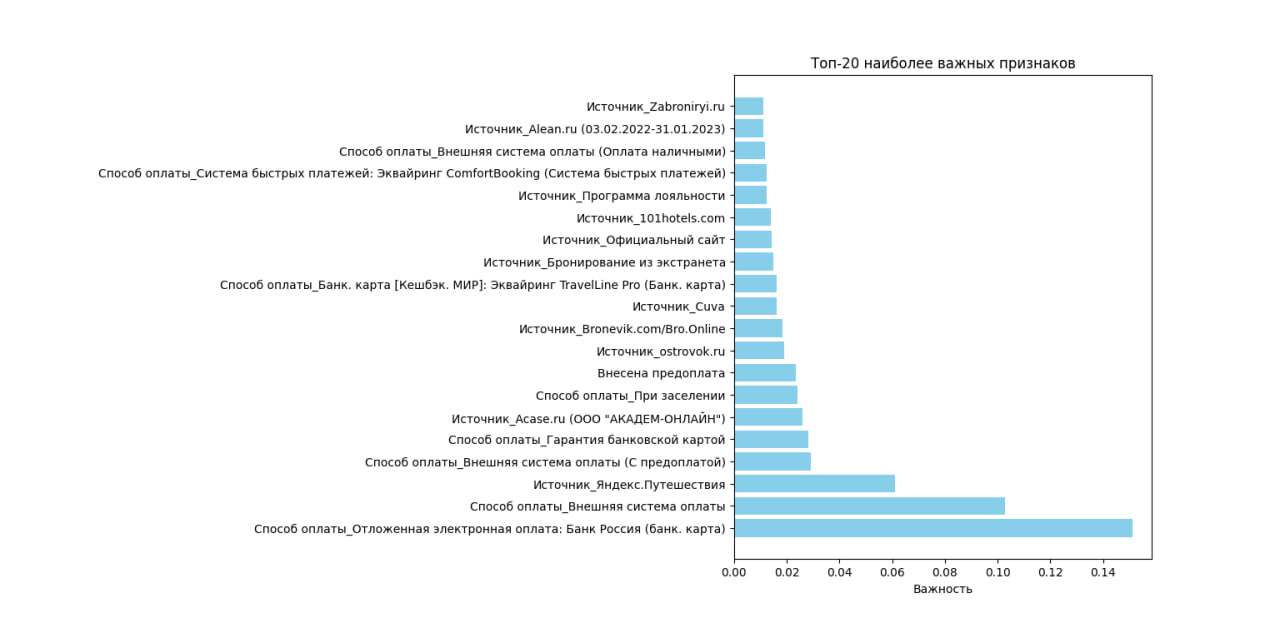 Топ-20 наиболее важных признаков
Источник_Zabroniryi.ru
Источник_Alean.ru (03.02.2022-31.01.2023)
Способ оплаты_Внешняя система оплаты (Оплата наличными)
Способ оплаты_Система быстрых платежей: Эквайринг ComfortBooking (Система быстрых платежей)
Источник_Программа лояльности
Источник_101hotels.com
Источник_Официальный сайт
Источник_Бронирование из экстранета
Способ оплаты_Банк. карта [Кешбэк. МИР]: Эквайринг TravelLine Pro (Банк. карта)
Источник_Cuva
Источник_Bronevik.com/Bro.Online
Источник_ostrovok.ru
Внесена предоплата
Способ оплаты_При заселении
Источник_Acase.ru (ООО "АКАДЕМ-ОНЛАЙН")
Способ оплаты_Гарантия банковской картой
Способ оплаты_Внешняя система оплаты (С предоплатой)
Источник_Яндекс.Путешествия
Способ оплаты_Внешняя система оплаты
Способ оплаты_Отложенная электронная оплата: Банк Россия (банк. карта)
0.00 0.02 0.04 0.06 0.08 0.10 0.12 0.14
Важность